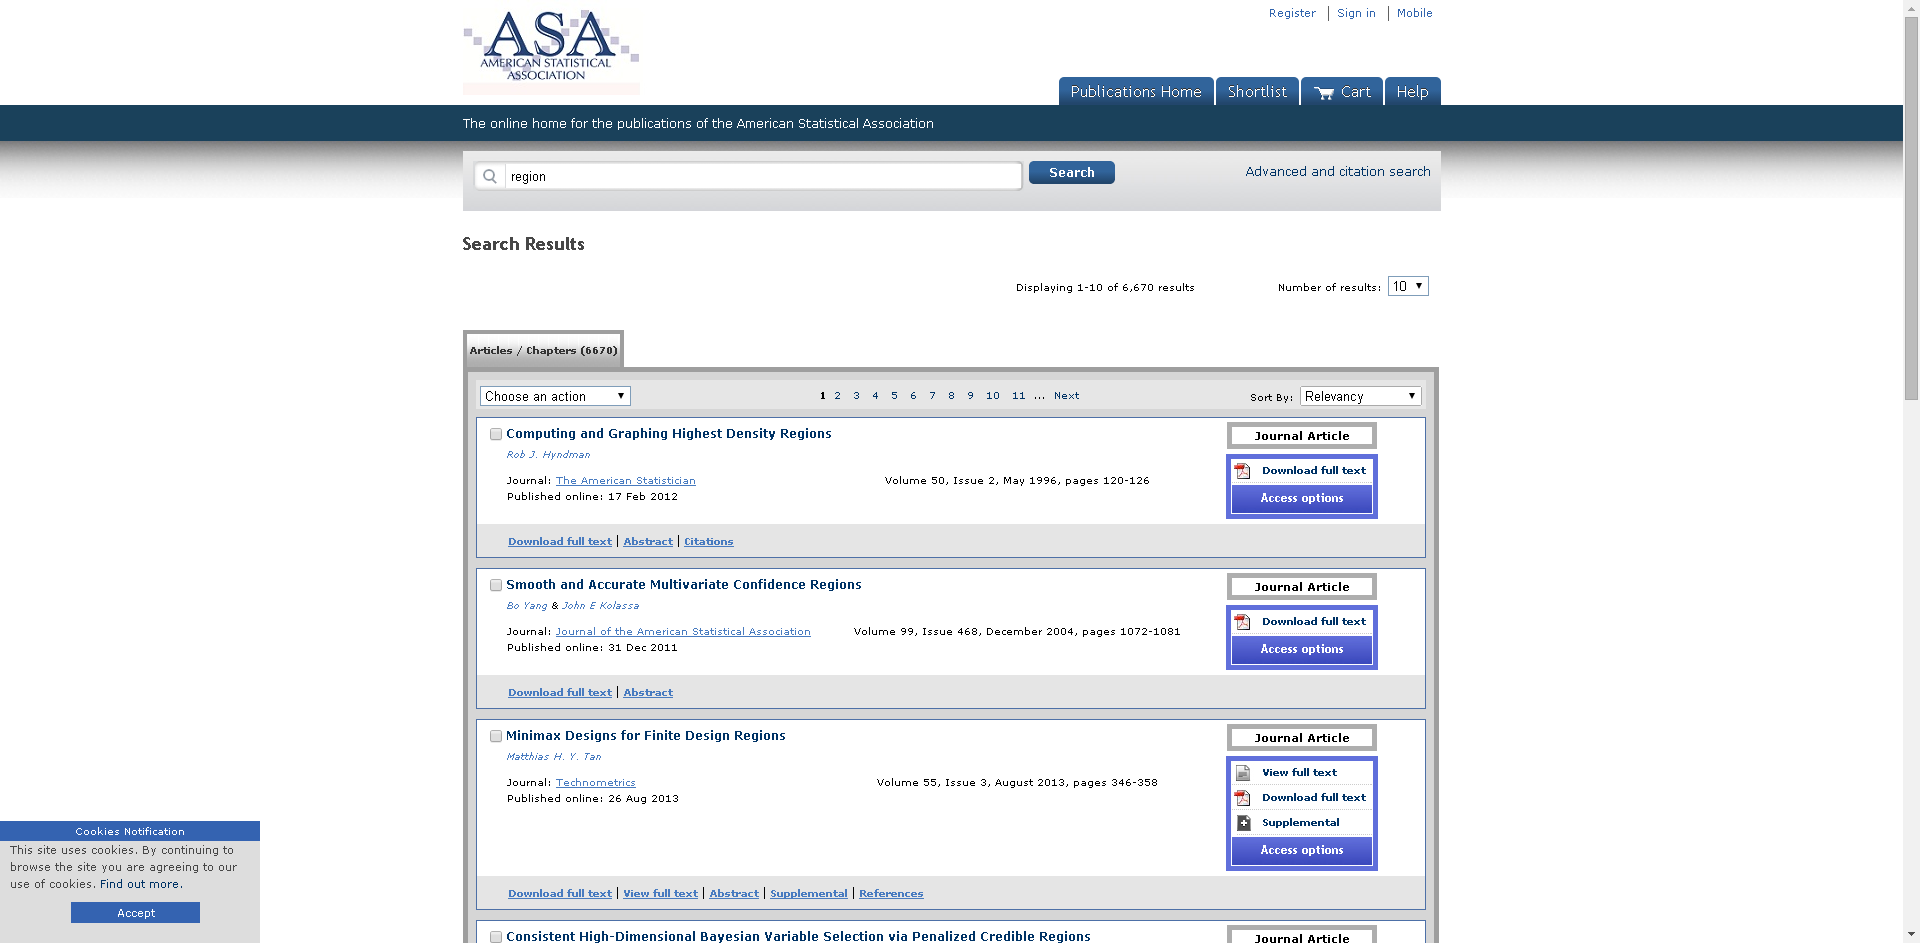 ASA
AMERICAN STATISTICAL
ASSOCIATION
Register Sign in Mobile
Publications Home Shortlist Cart Help
The online home for the publications of the American Statistical Association
region Search Advanced and citation search
Search Results
Displaying 1-10 of 6,670 results Number of results: 10
Articles / Chapters (6670)
Choose an action 1 2 3 4 5 6 7 8 9 10 11 ... Next Sort By: Relevancy
Computing and Graphing Highest Density Regions Journal Article
Rob J. Hyndman
Download full text
Journal: The American Statistician Volume 50, Issue 2, May 1996, pages 120-126
Published online: 17 Feb 2012 Access options
Download full text | Abstract | Citations
Smooth and Accurate Multivariate Confidence Regions Journal Article
Bo Yang & John E Kolassa
Download full text
Journal: Journal of the American Statistical Association Volume 99, Issue 468, December 2004, pages 1072-1081
Published online: 31 Dec 2011 Access options
Download full text | Abstract
Minimax Designs for Finite Design Regions Journal Article
Matthias H. Y. Tan
View full text
Journal: Technometrics Volume 55, Issue 3, August 2013, pages 346-358
Published online: 26 Aug 2013 Download full text
Supplemental
Access options
Download full text | View full text | Abstract | Supplemental | References
Consistent High-Dimensional Bayesian Variable Selection via Penalized Credible Regions Journal Article
Cookies Notification
This site uses cookies. By continuing to
browse the site you are agreeing to our
use of cookies. Find out more.
Accept